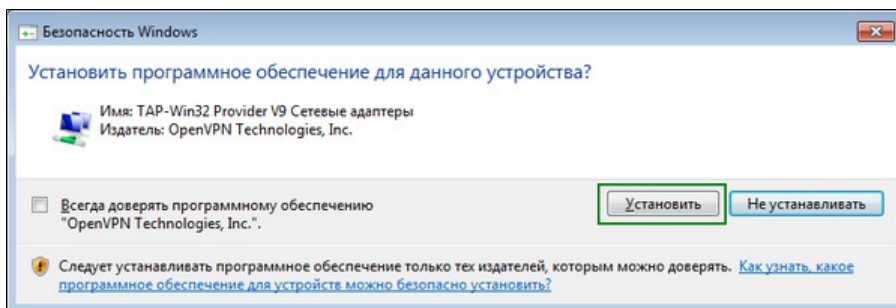 Безопасность Windows
Установить программное обеспечение для данного устройства?
Имя: TAP-Win32 Provider V9 Сетевые адаптеры
Издатель: OpenVPN Technologies, Inc.
Всегда доверять программному обеспечению
"OpenVPN Technologies, Inc.".
Установить
Не устанавливать
Следует устанавливать программное обеспечение только тех издателей, которым можно доверять. Как узнать, какое
программное обеспечение для устройств можно безопасно установить?